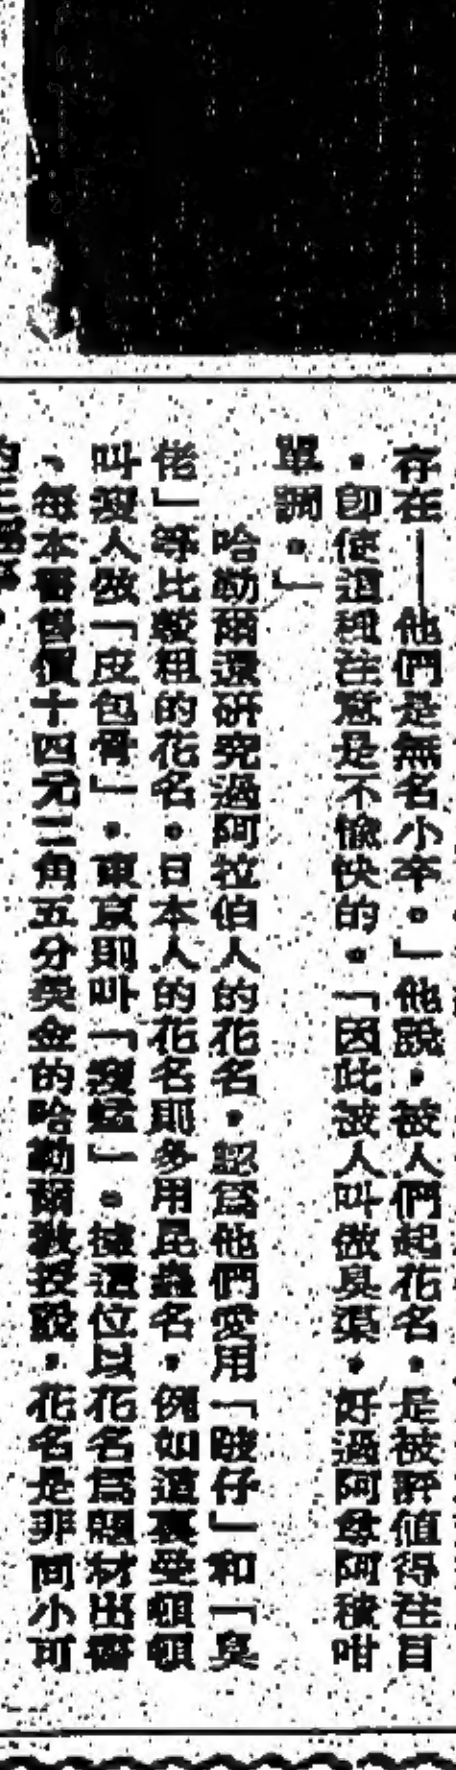 存在——他們是無名小卒。」他說,被人們起花名,是被評值得注目
,卽使這種注意是不愉快的。「因此被人叫做臭渠,好過阿尊阿積咁
單調。」
哈勒爾還研究過阿拉伯人的花名,認爲他們愛用「跛仔」和「臭
佬」等比較粗的花名。日本人的花名則多用昆蟲名,例如這裏受頓頓
叫瘦人做「皮包骨」,東京則叫「瘦蜢」。據這位以花名爲題材出書
、每本書售價十四元二角五分美金的哈勒爾教授說,花名是非同小可